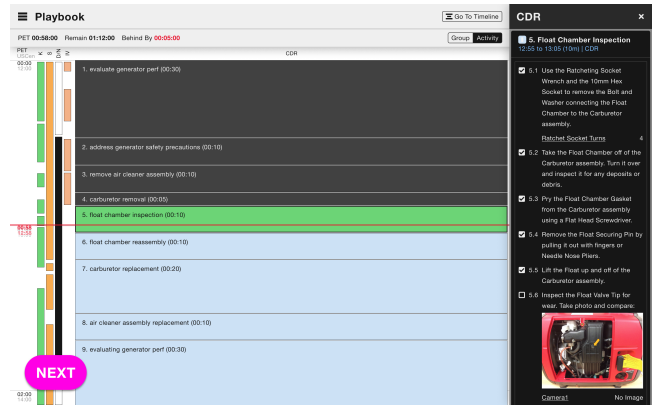 Playbook
Go To Timeline
PET 00:58:00 Remain 01:12:00 Behind By 00:05:00
Group Activity
PET
USCen
K
S
D/N
IV
CDR
00:00
12:00
1. evaluate generator perf (00:30)
2. address generator safety precautions (00:10)
3. remove air cleaner assembly (00:10)
4. carburetor removal (00:05)
5. float chamber inspection (00:10)
00:58
12:58
6. float chamber reassembly (00:10)
7. carburetor replacement (00:20)
8. air cleaner assembly replacement (00:10)
9. evaluating generator perf (00:30)
NEXT
02:00
14:00
CDR ×
5. Float Chamber Inspection
12:55 to 13:05 (10m) | CDR
5.1 Use the Ratcheting Socket
Wrench and the 10mm Hex
Socket to remove the Bolt and
Washer connecting the Float
Chamber to the Carburetor
assembly.
Ratchet Socket Turns 4
5.2 Take the Float Chamber off of the
Carburetor assembly. Turn it over
and inspect it for any deposits or
debris.
5.3 Pry the Float Chamber Gasket
from the Carburetor assembly
using a Flat Head Screwdriver.
5.4 Remove the Float Securing Pin by
pulling it out with fingers or
Needle Nose Pliers.
5.5 Lift the Float up and off of the
Carburetor assembly.
5.6 Inspect the Float Valve Tip for
wear. Take photo and compare:
Camera1 No Image